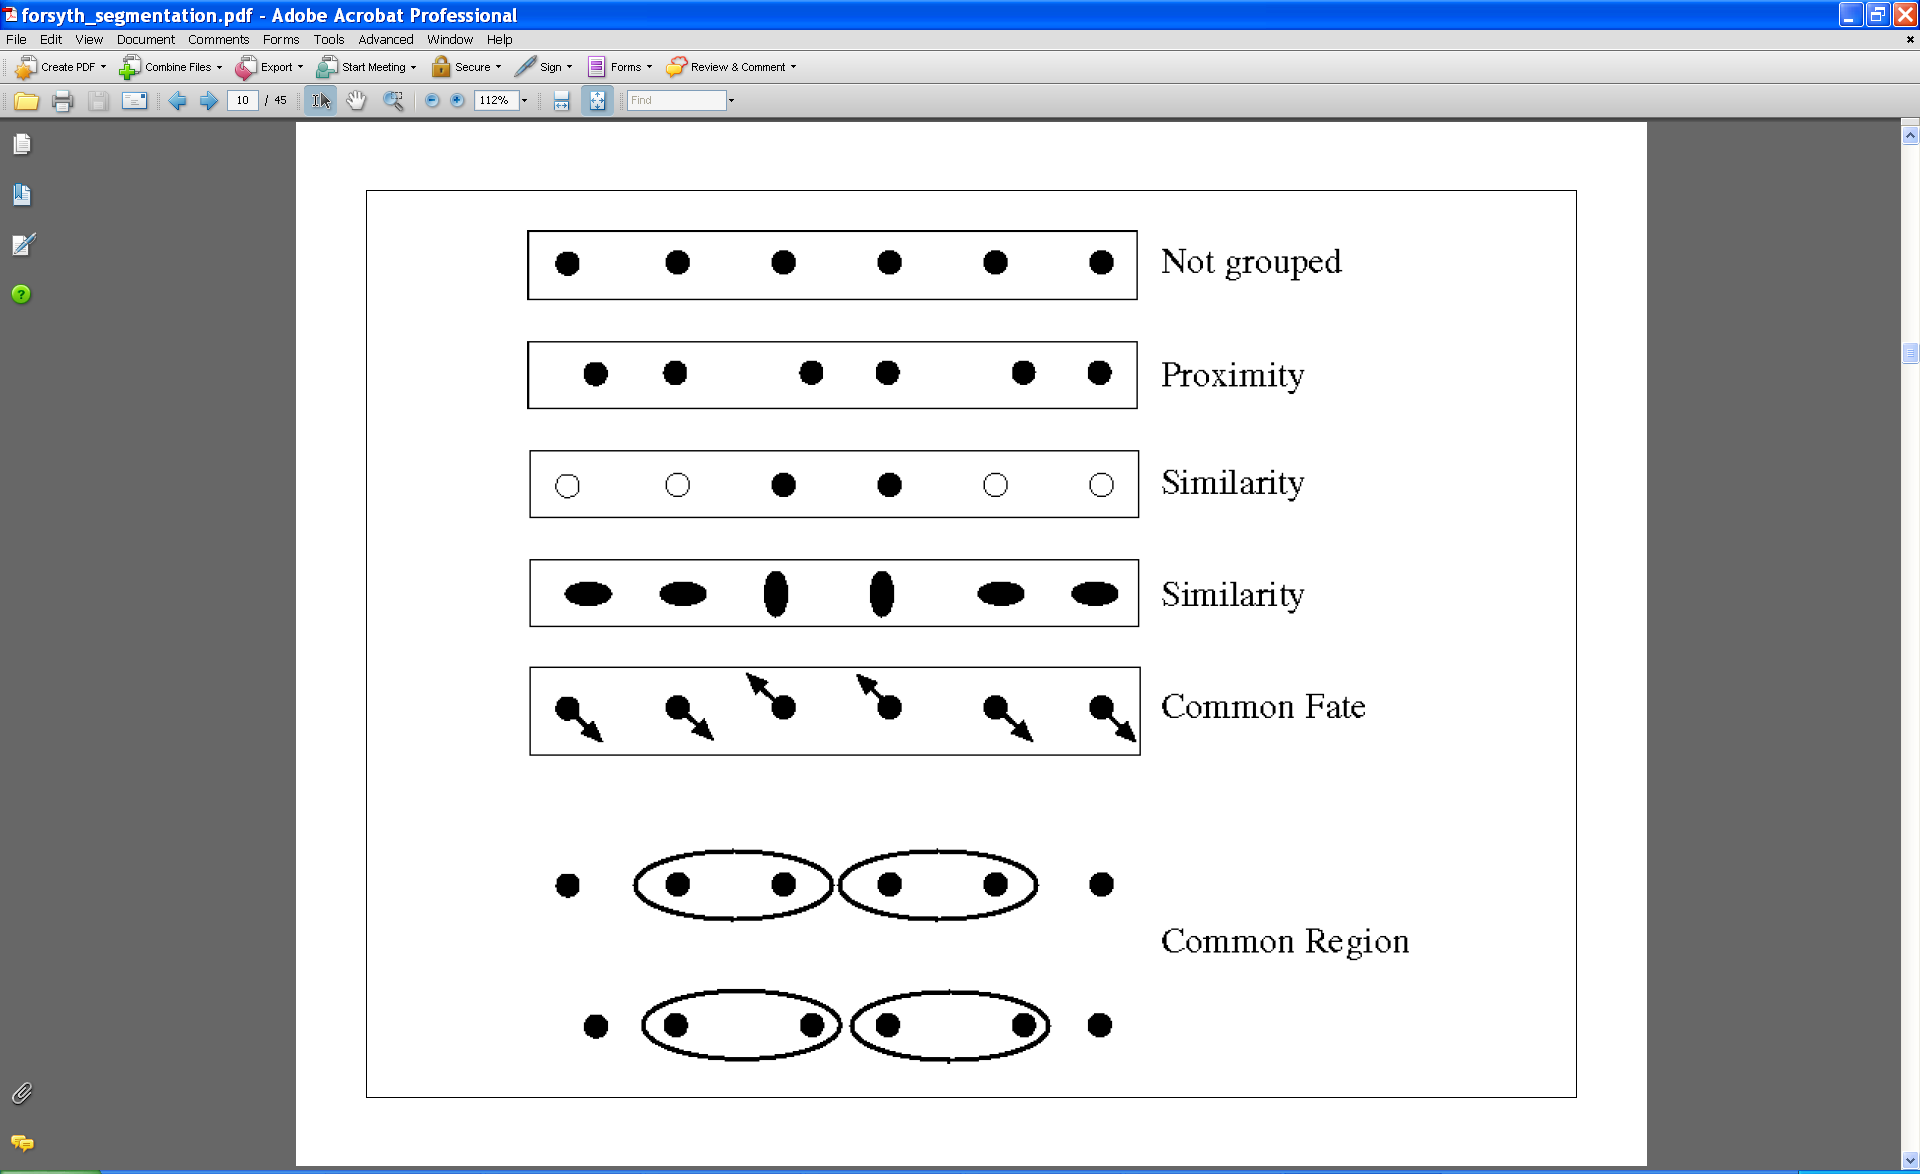 forsyth_segmentation.pdf - Adobe Acrobat Professional
File Edit View Document Comments Forms Tools Advanced Window Help
Create PDF Combine Files Export Start Meeting Secure Sign Forms Review & Comment
10 / 45 112% Find
Not grouped
Proximity
Similarity
Similarity
Common Fate
Common Region